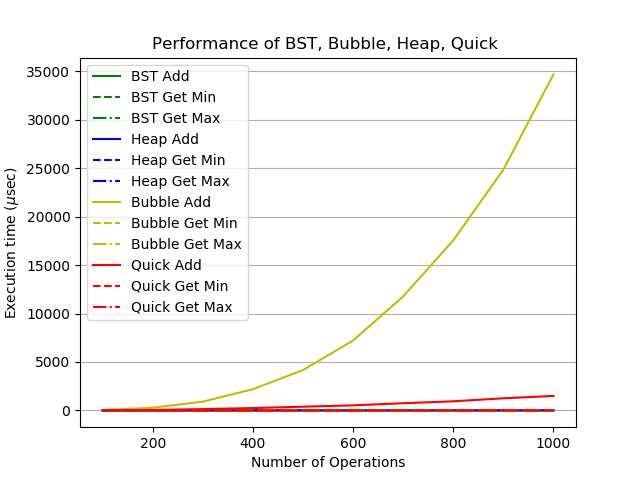 Performance of BST, Bubble, Heap, Quick
Execution time (μsec)
35000
30000
25000
20000
15000
10000
5000
0
BST Add
BST Get Min
BST Get Max
Heap Add
Heap Get Min
Heap Get Max
Bubble Add
Bubble Get Min
Bubble Get Max
Quick Add
Quick Get Min
Quick Get Max
200 400 600 800 1000
Number of Operations